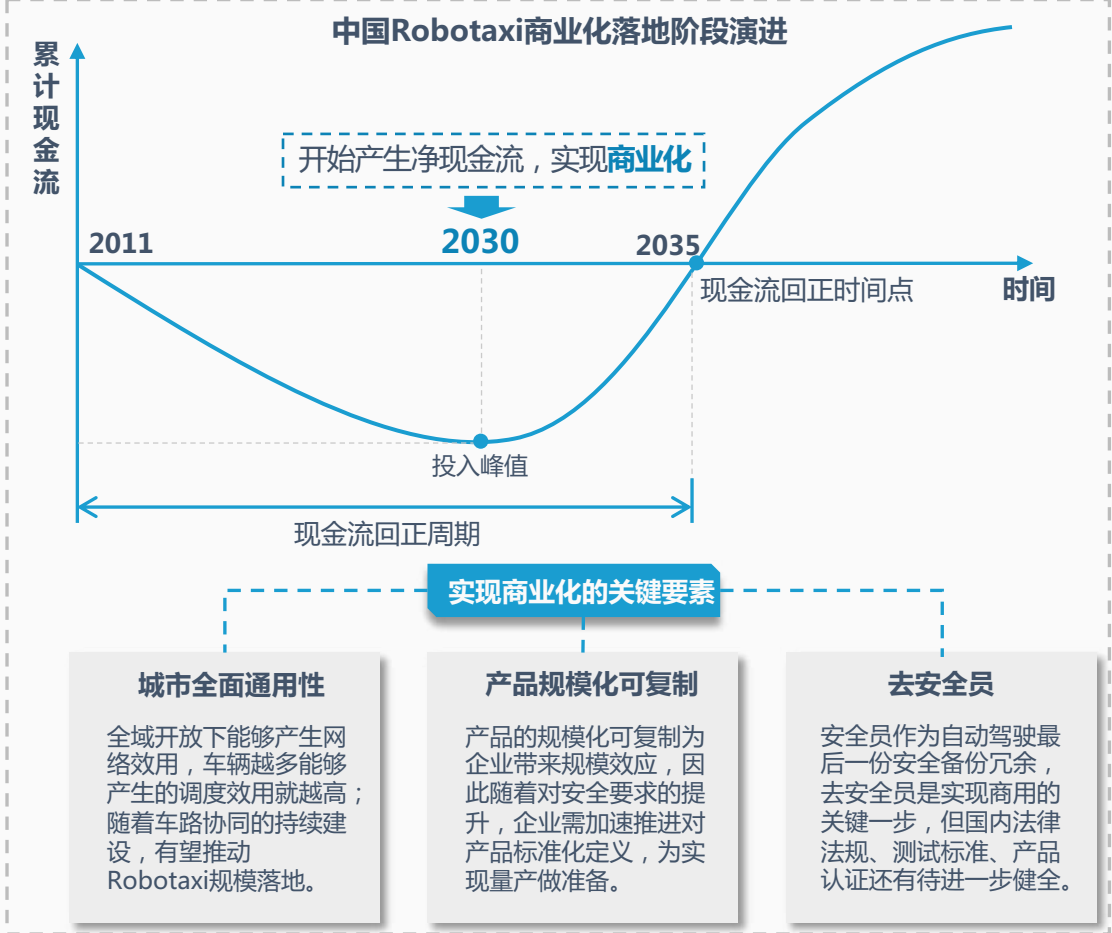 中国Robotaxi商业化落地阶段演进
累计现金流
开始产生净现金流，实现商业化
2011
2030
2035
现金流回正时间点
时间
投入峰值
现金流回正周期
实现商业化的关键要素
城市全面通用性
全域开放下能够产生网
络效用，车辆越多能够
产生的调度效用就越高；
随着车路协同的持续建
设，有望推动
Robotaxi规模落地。
产品规模化可复制
产品的规模化可复制为
企业带来规模效应，因
此随着对安全要求的提
升，企业需加速推进对
产品标准化定义，为实
现量产做准备。
去安全员
安全员作为自动驾驶最
后一份安全备份冗余，
去安全员是实现商用的
关键一步，但国内法律
法规、测试标准、产品
认证还有待进一步健全。